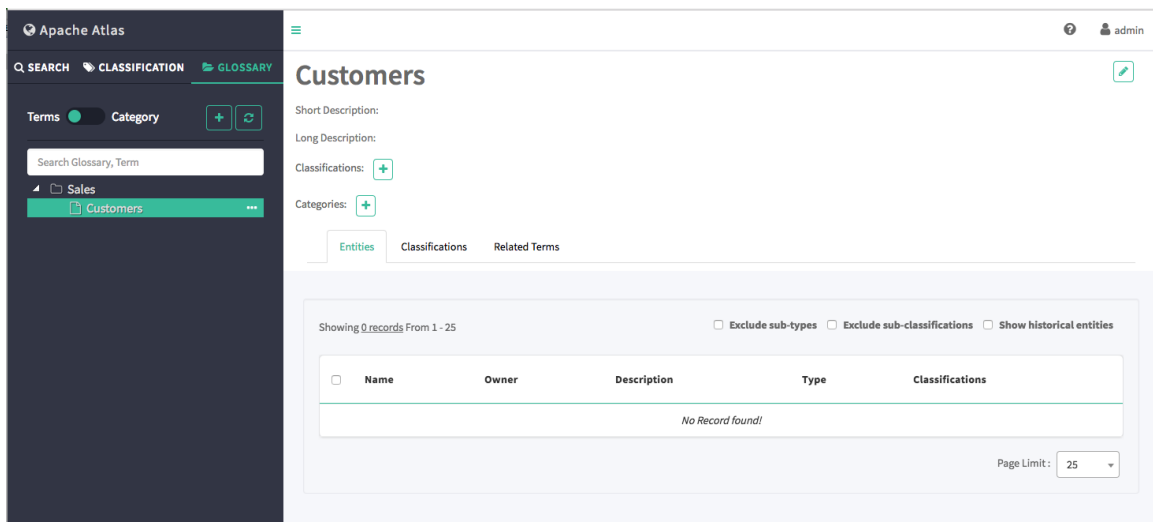 Apache Atlas
admin
SEARCH CLASSIFICATION GLOSSARY
Terms Category
Search Glossary, Term
Sales
Customers
Customers
Short Description:
Long Description:
Classifications:
Categories:
Entities Classifications Related Terms
Showing 0 records From 1 - 25
Exclude sub-types Exclude sub-classifications Show historical entities
Name Owner Description Type Classifications
No Record found!
Page Limit : 25